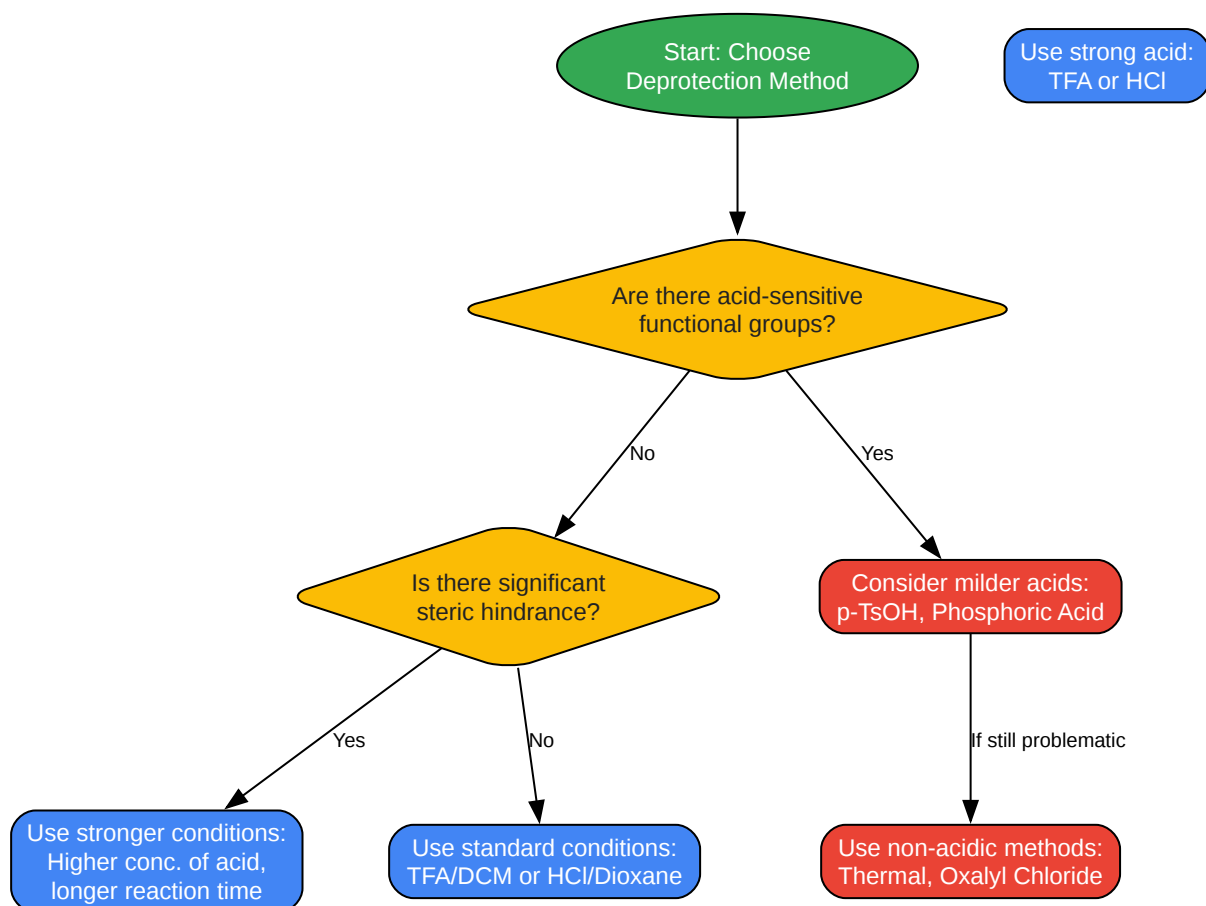 Start: Choose
Deprotection Method
Use strong acid:
TFA or HCl
Are there acid-sensitive
functional groups?
No
Yes
Is there significant
steric hindrance?
Consider milder acids:
p-TsOH, Phosphoric Acid
Yes
No
If still problematic
Use stronger conditions:
Higher conc. of acid,
longer reaction time
Use standard conditions:
TFA/DCM or HCl/Dioxane
Use non-acidic methods:
Thermal, Oxalyl Chloride